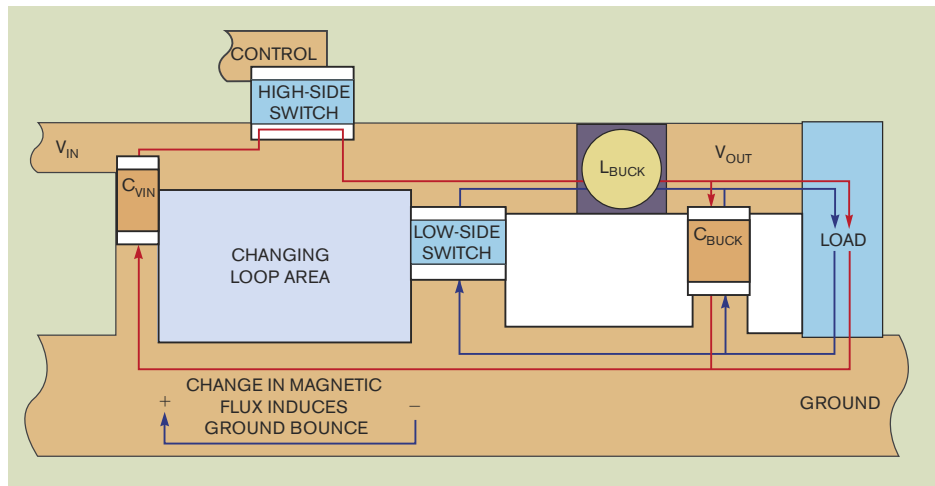 CONTROL
HIGH-SIDE
SWITCH
VIN
CVIN
LBUCK
VOUT
CHANGING
LOOP AREA
LOW-SIDE
SWITCH
CBUCK
LOAD
+
CHANGE IN MAGNETIC
FLUX INDUCES
GROUND BOUNCE
–
GROUND